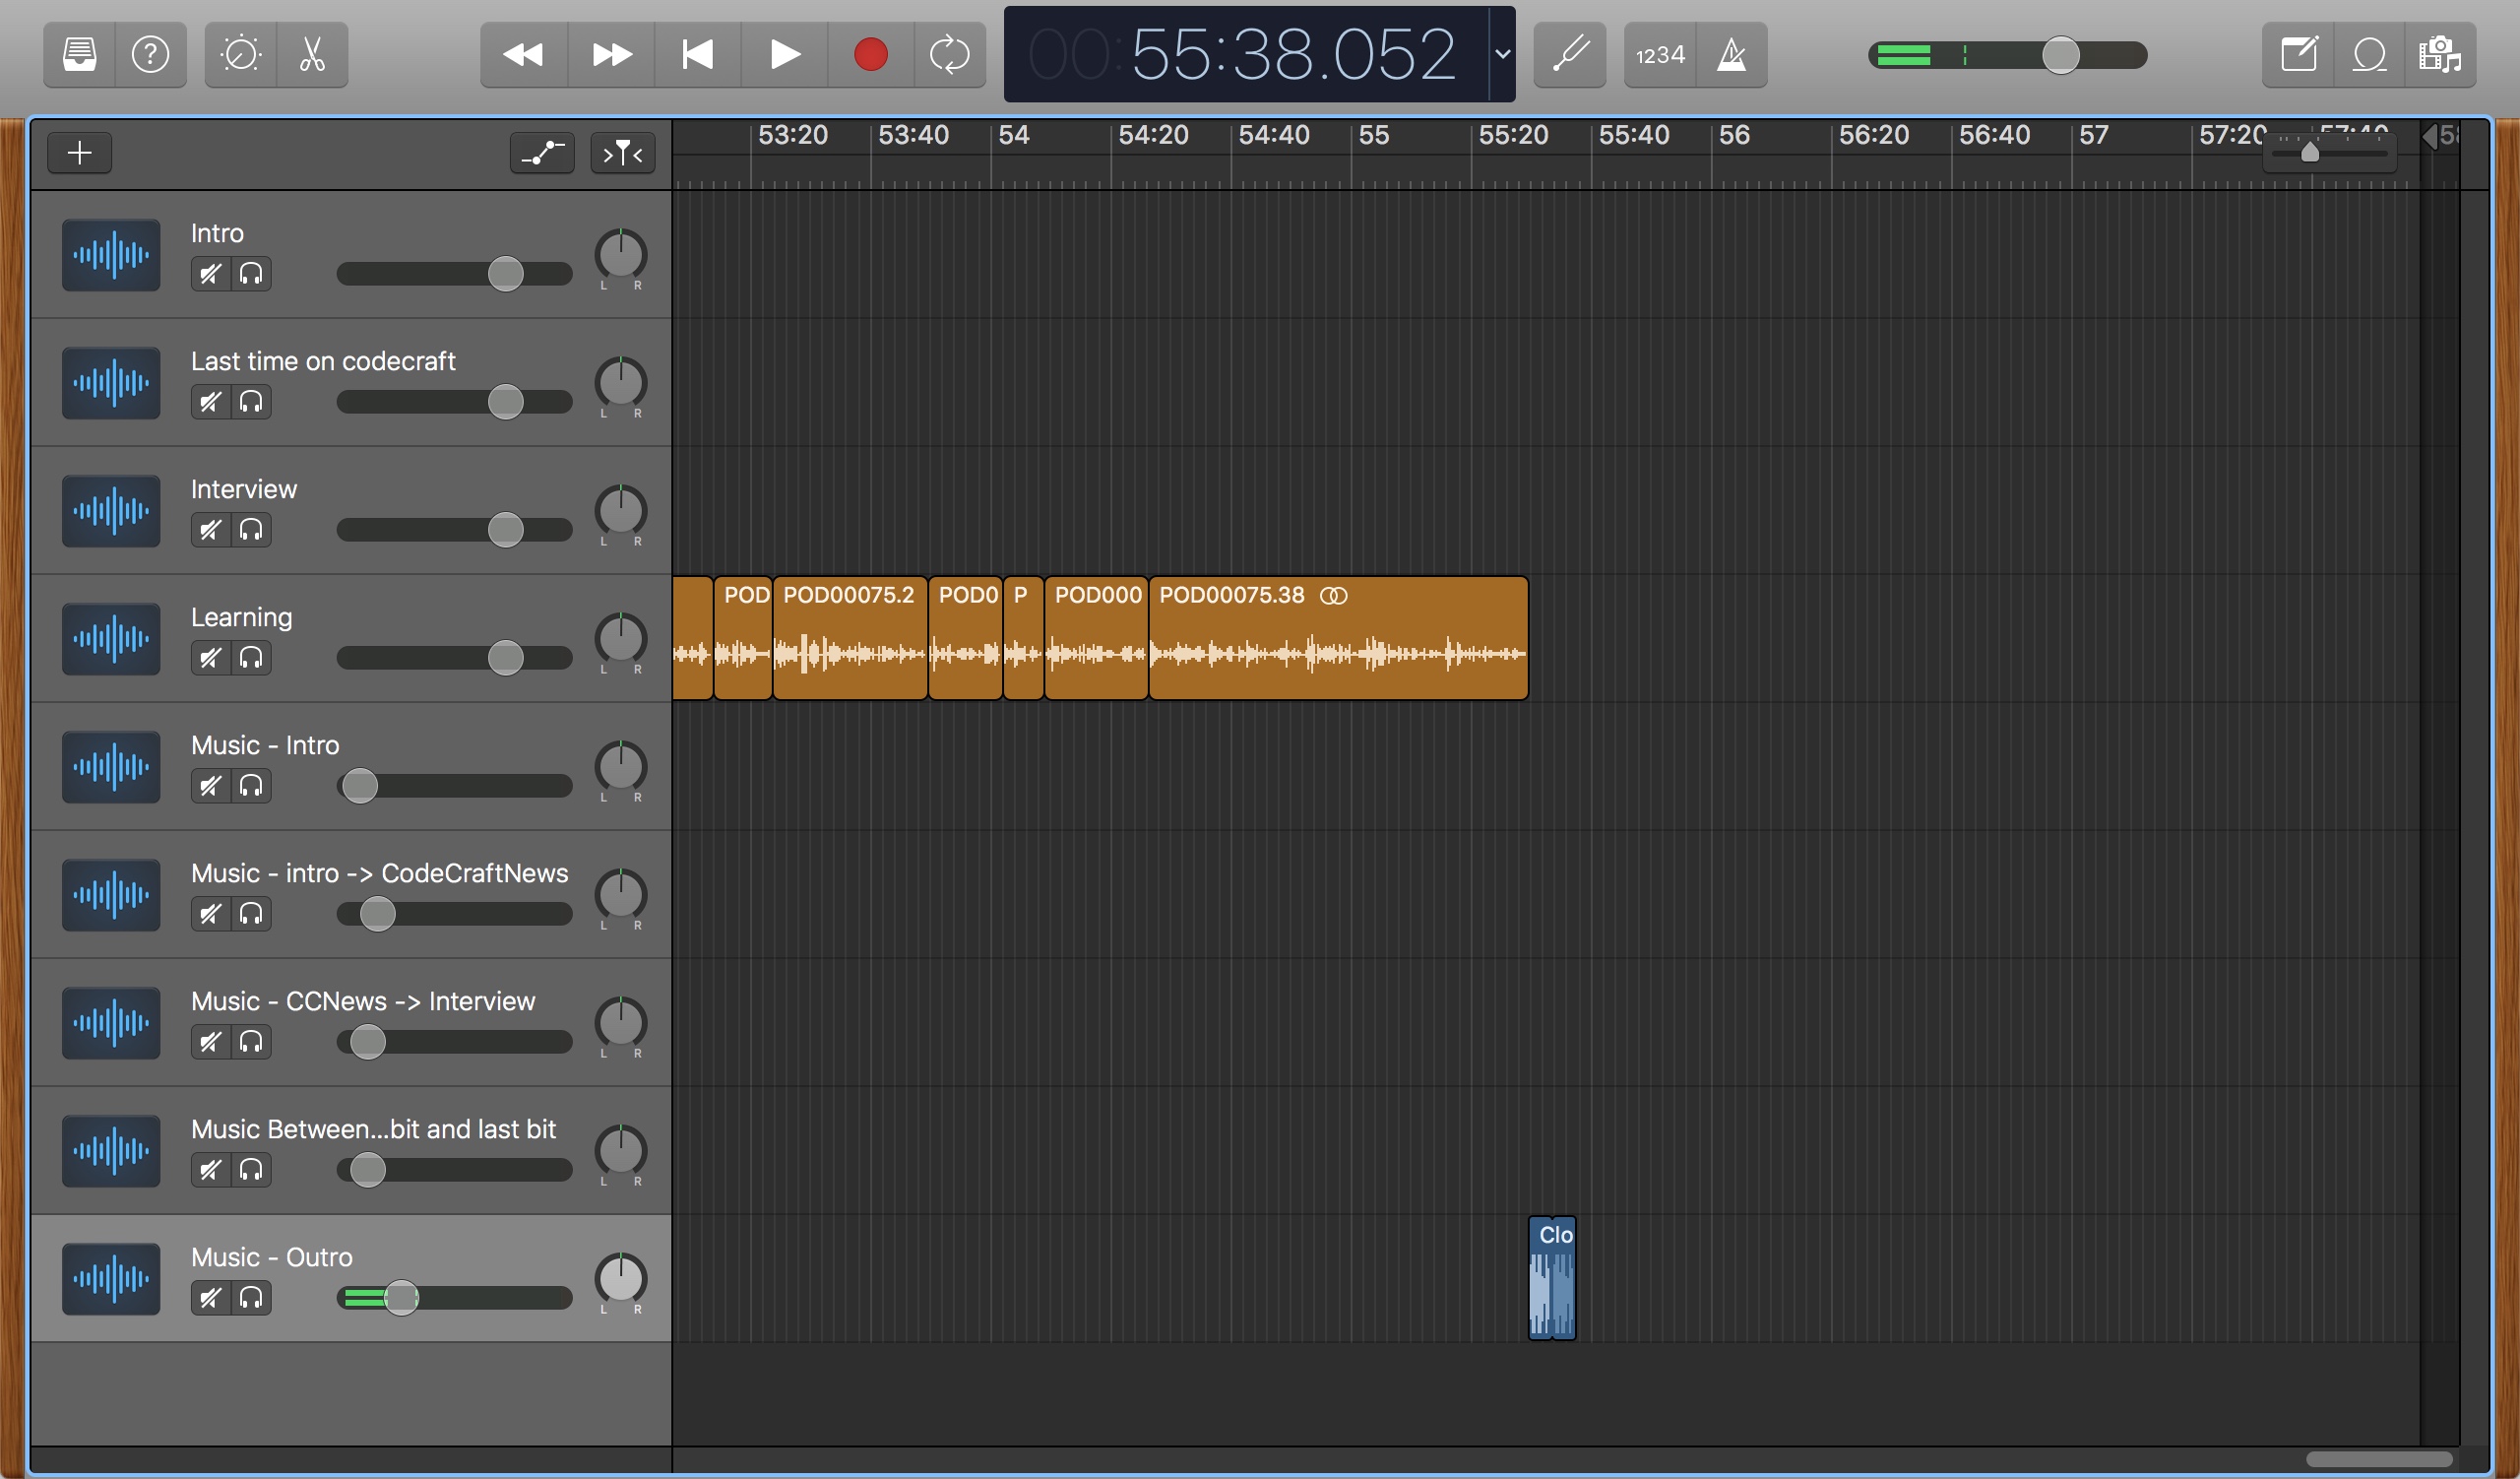 ?
00:55:38.052
1234
53:20 53:40 54 54:20 54:40 55 55:20 55:40 56 56:20 56:40 57 57:20 57:40
Intro
L R
Last time on codecraft
L R
Interview
L R
Learning
L R
POD POD00075.2 POD0 P POD000 POD00075.38
Music - Intro
L R
Music - intro -> CodeCraftNews
L R
Music - CCNews -> Interview
L R
Music Between...bit and last bit
L R
Music - Outro
L R
Clo